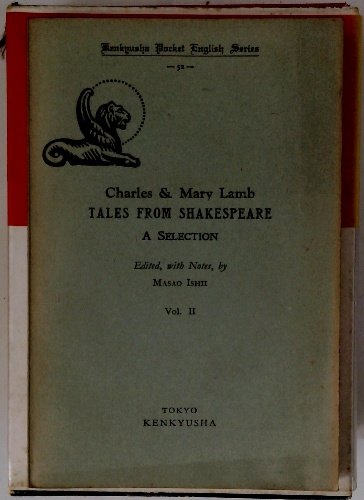 Kenkyusha Pocket English Series
— 52 —
Charles & Mary Lamb
TALES FROM SHAKESPEARE
A SELECTION
Edited, with Notes, by
MASAO ISHII
Vol. II
TOKYO
KENKYUSHA